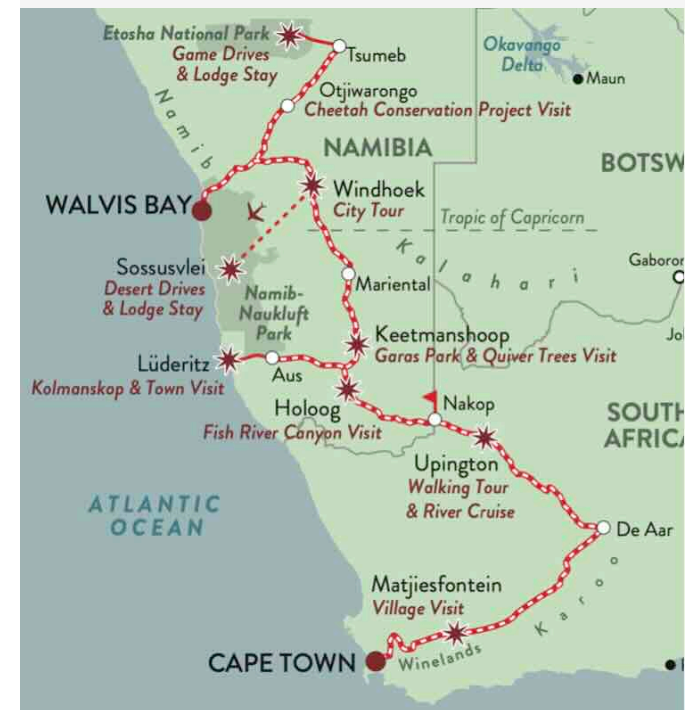 Etosha National Park
Game Drives
& Lodge Stay
Tsumeb
Okavango
Delta
Maun
Otjiwarongo
Cheetah Conservation Project Visit
Namib
NAMIBIA
BOTSW
WALVIS BAY
Windhoek
City Tour
Tropic of Capricorn
Kalahari
Gaboron
Sossusvlei
Desert Drives
& Lodge Stay
Mariental
Namib-
Naukluft
Park
Keetmanshoop
Garas Park & Quiver Trees Visit
Jo
Lüderitz
Kolmanskop & Town Visit
Aus
Holoog
Fish River Canyon Visit
Nakop
SOUTH
AFRICA
Upington
Walking Tour
& River Cruise
ATLANTIC
OCEAN
De Aar
Karoo
Matjiesfontein
Village Visit
Winelands
CAPE TOWN